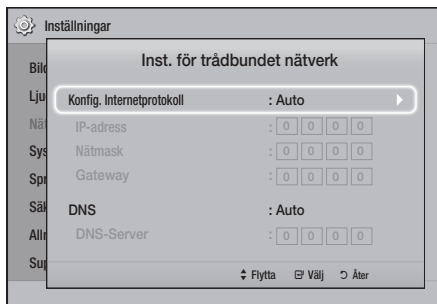 Inställningar
Inst. för trådbundet nätverk
Bild
Lju
Konfig. Internetprotokoll : Auto
Nät
IP-adress : 0 0 0 0
Sys
Nätmask : 0 0 0 0
Spr
Gateway : 0 0 0 0
Säk
DNS : Auto
Allm
DNS-Server : 0 0 0 0
Sup
Flytta Välj Åter